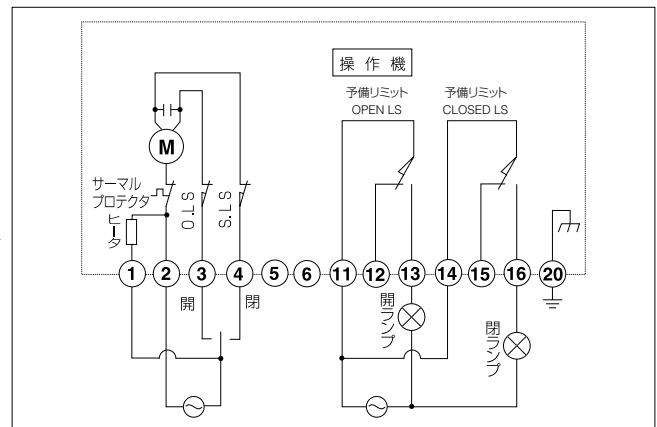 操作機
予備リミット
OPEN LS
予備リミット
CLOSED LS
M
サーマル
プロテクタ
ヒータ
O.LS
S.LS
1 2 3 4 5 6 11 12 13 14 15 16 20
開 閉
開ランプ
閉ランプ